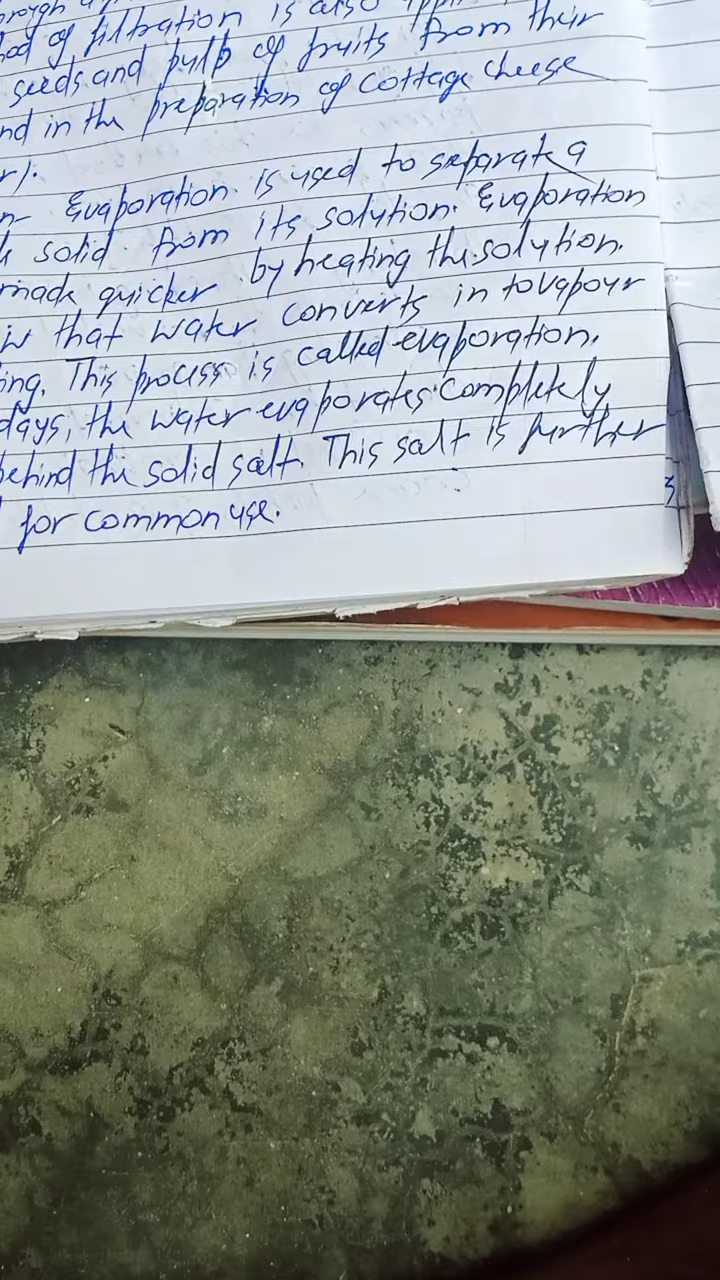 of filtration is also
seeds and pulp of fruits from their
in the preparation of cottage cheese
Evaporation is used to separate a
solid from its solution. Evaporation
made quicker by heating the solution.
that water converts in to vapour
This process is called evaporation.
days, the water evaporates completely
behind the solid salt. This salt is further
for common use.